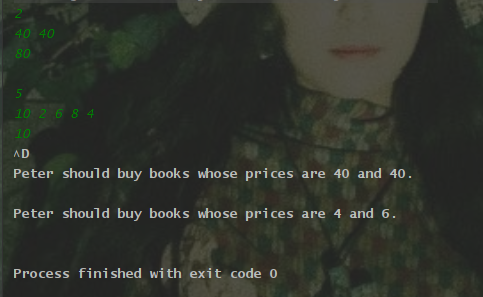 2
40 40
80
5
10 2 6 8 4
10
^D
Peter should buy books whose prices are 40 and 40.
Peter should buy books whose prices are 4 and 6.
Process finished with exit code 0